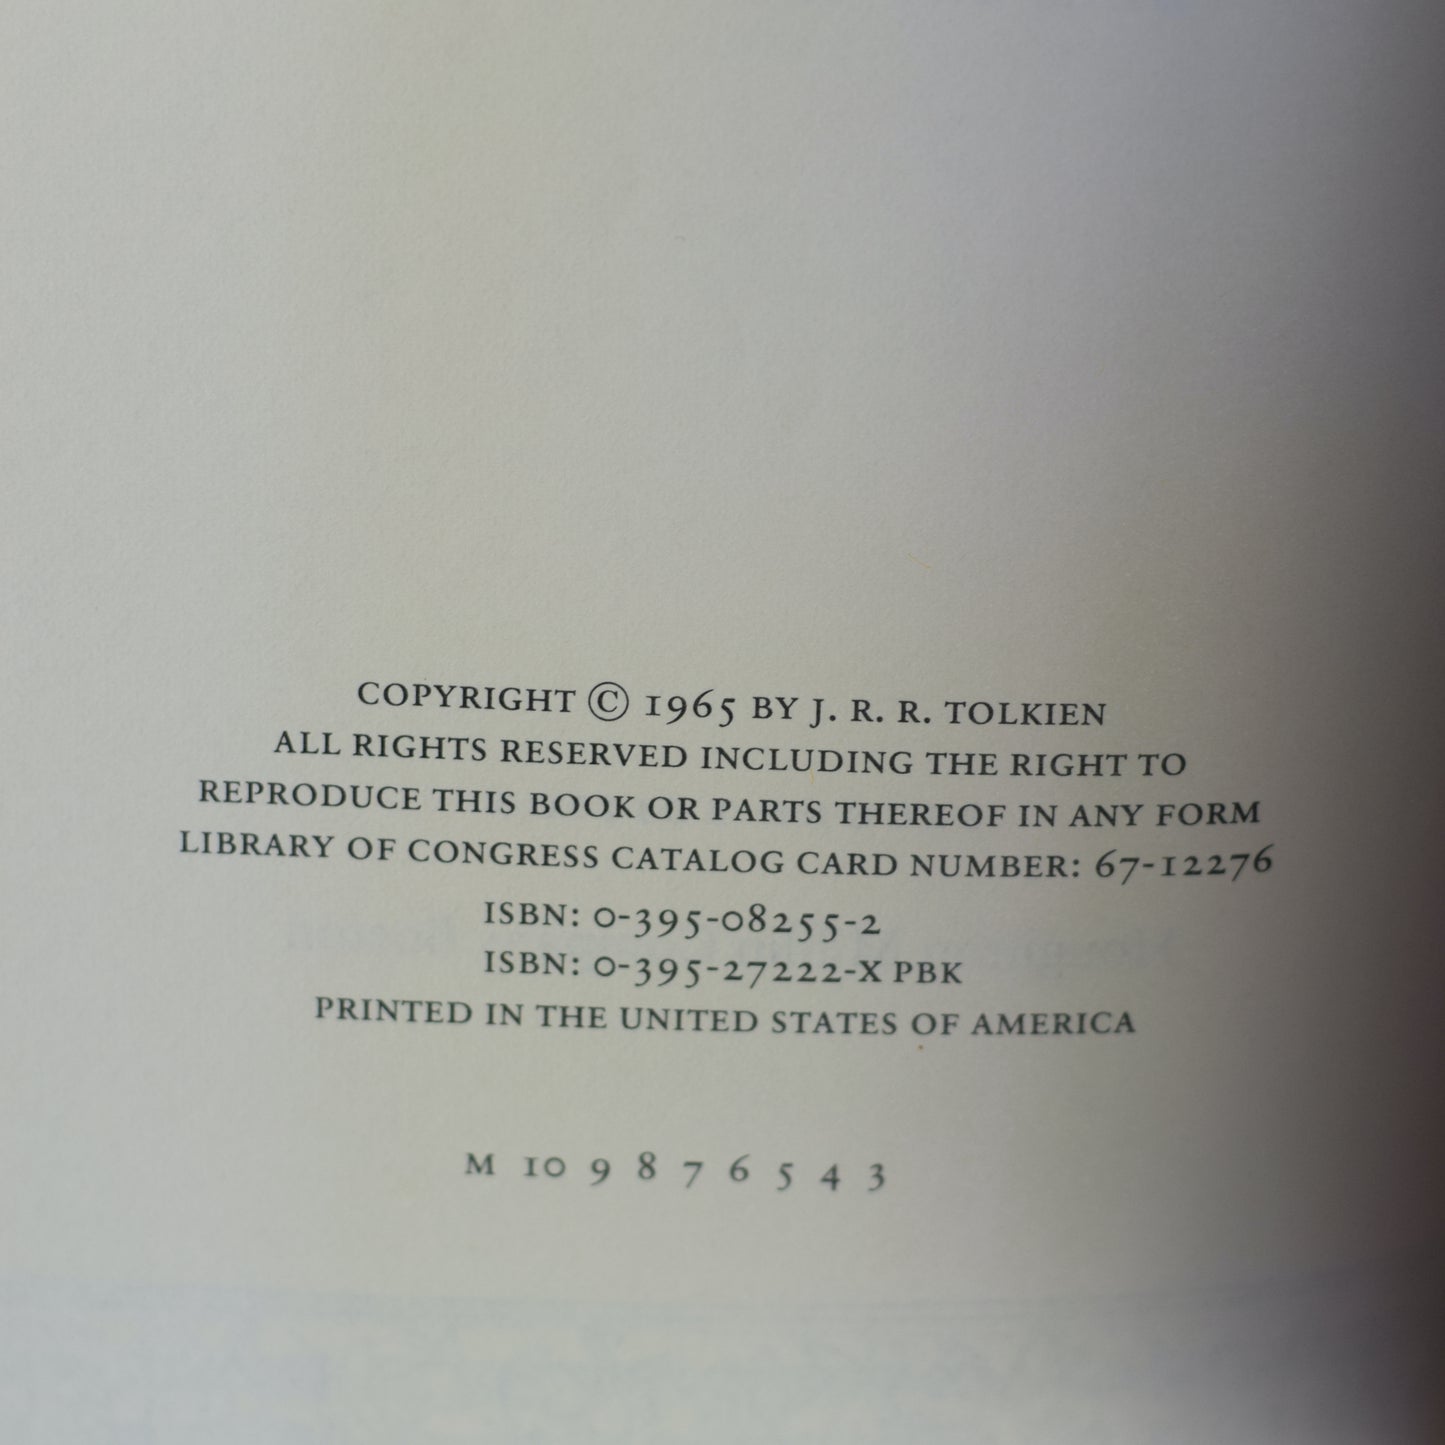 COPYRIGHT © 1965 BY J. R. R. TOLKIEN
ALL RIGHTS RESERVED INCLUDING THE RIGHT TO
REPRODUCE THIS BOOK OR PARTS THEREOF IN ANY FORM
LIBRARY OF CONGRESS CATALOG CARD NUMBER: 67-12276
ISBN: 0-395-08255-2
ISBN: 0-395-27222-X PBK
PRINTED IN THE UNITED STATES OF AMERICA
M 10 9 8 7 6 5 4 3